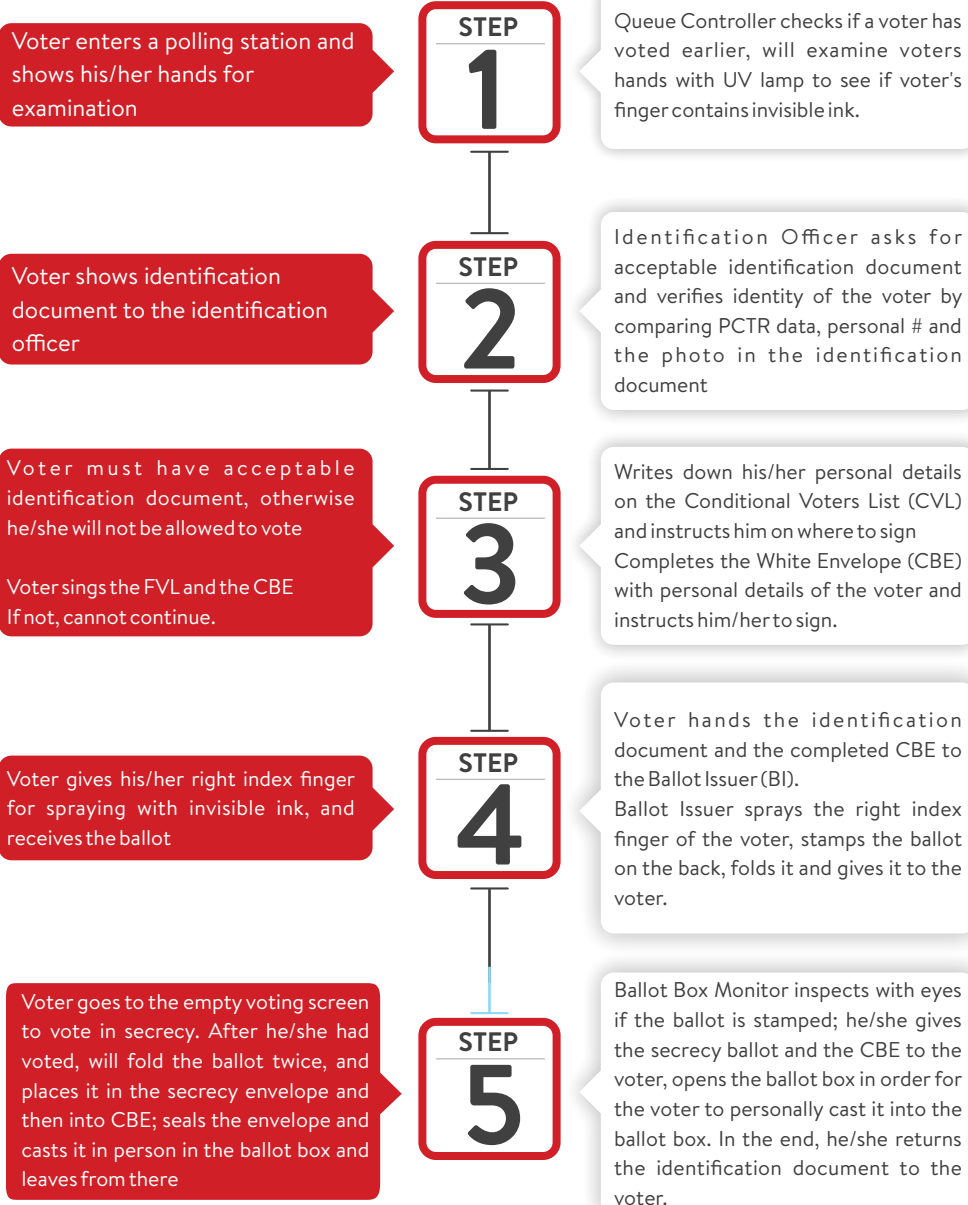 Voter enters a polling station and
shows his/her hands for
examination
STEP
1
Queue Controller checks if a voter has
voted earlier, will examine voters
hands with UV lamp to see if voter's
finger contains invisible ink.
Voter shows identification
document to the identification
officer
STEP
2
Identification Officer asks for
acceptable identification document
and verifies identity of the voter by
comparing PCTR data, personal # and
the photo in the identification
document
Voter must have acceptable
identification document, otherwise
he/she will not be allowed to vote
Voter sings the FVL and the CBE
If not, cannot continue.
STEP
3
Writes down his/her personal details
on the Conditional Voters List (CVL)
and instructs him on where to sign
Completes the White Envelope (CBE)
with personal details of the voter and
instructs him/her to sign.
Voter gives his/her right index finger
for spraying with invisible ink, and
receives the ballot
STEP
4
Voter hands the identification
document and the completed CBE to
the Ballot Issuer (BI).
Ballot Issuer sprays the right index
finger of the voter, stamps the ballot
on the back, folds it and gives it to the
voter.
Voter goes to the empty voting screen
to vote in secrecy. After he/she had
voted, will fold the ballot twice, and
places it in the secrecy envelope and
then into CBE; seals the envelope and
casts it in person in the ballot box and
leaves from there
STEP
5
Ballot Box Monitor inspects with eyes
if the ballot is stamped; he/she gives
the secrecy ballot and the CBE to the
voter, opens the ballot box in order for
the voter to personally cast it into the
ballot box. In the end, he/she returns
the identification document to the
voter.